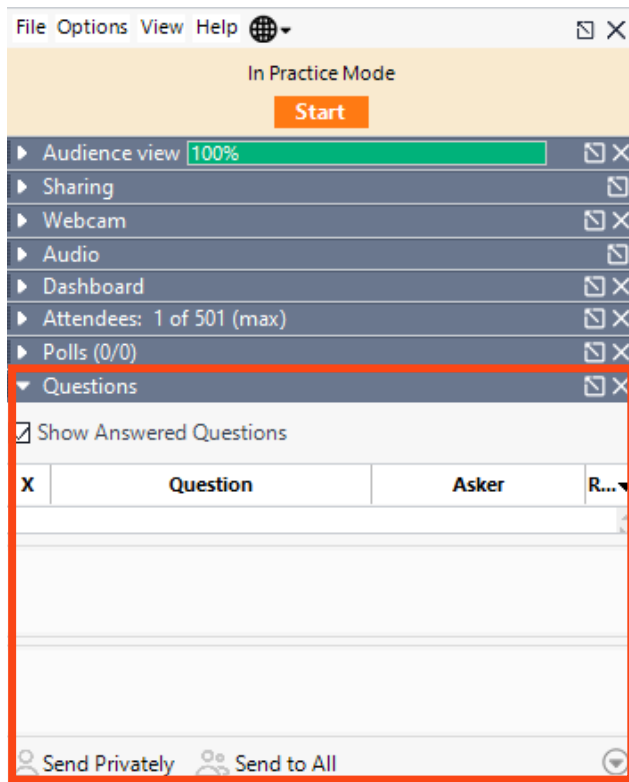 File Options View Help
In Practice Mode
Start
Audience view 100%
Sharing
Webcam
Audio
Dashboard
Attendees: 1 of 501 (max)
Polls (0/0)
Questions
Show Answered Questions
X Question Asker R...
Send Privately Send to All